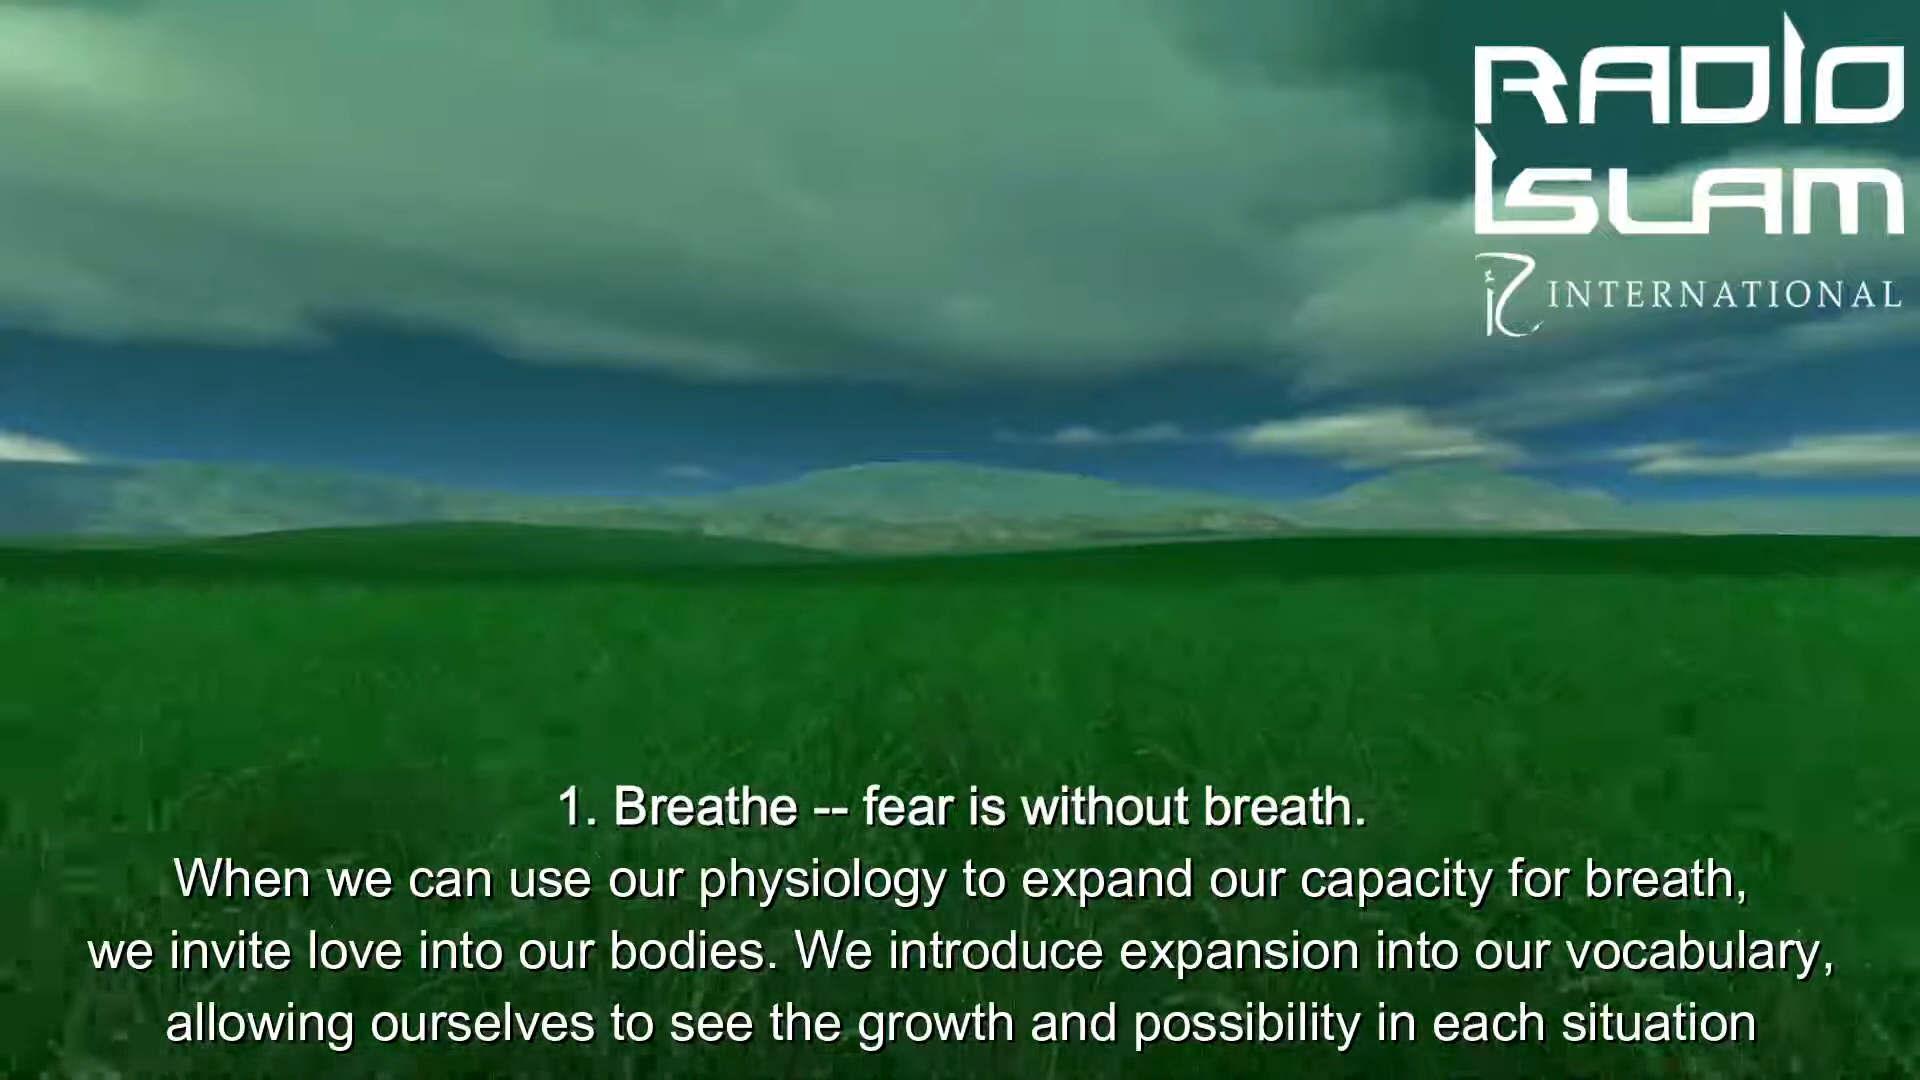 RADIO
ISLAM
INTERNATIONAL
1. Breathe -- fear is without breath.
When we can use our physiology to expand our capacity for breath,
we invite love into our bodies. We introduce expansion into our vocabulary,
allowing ourselves to see the growth and possibility in each situation